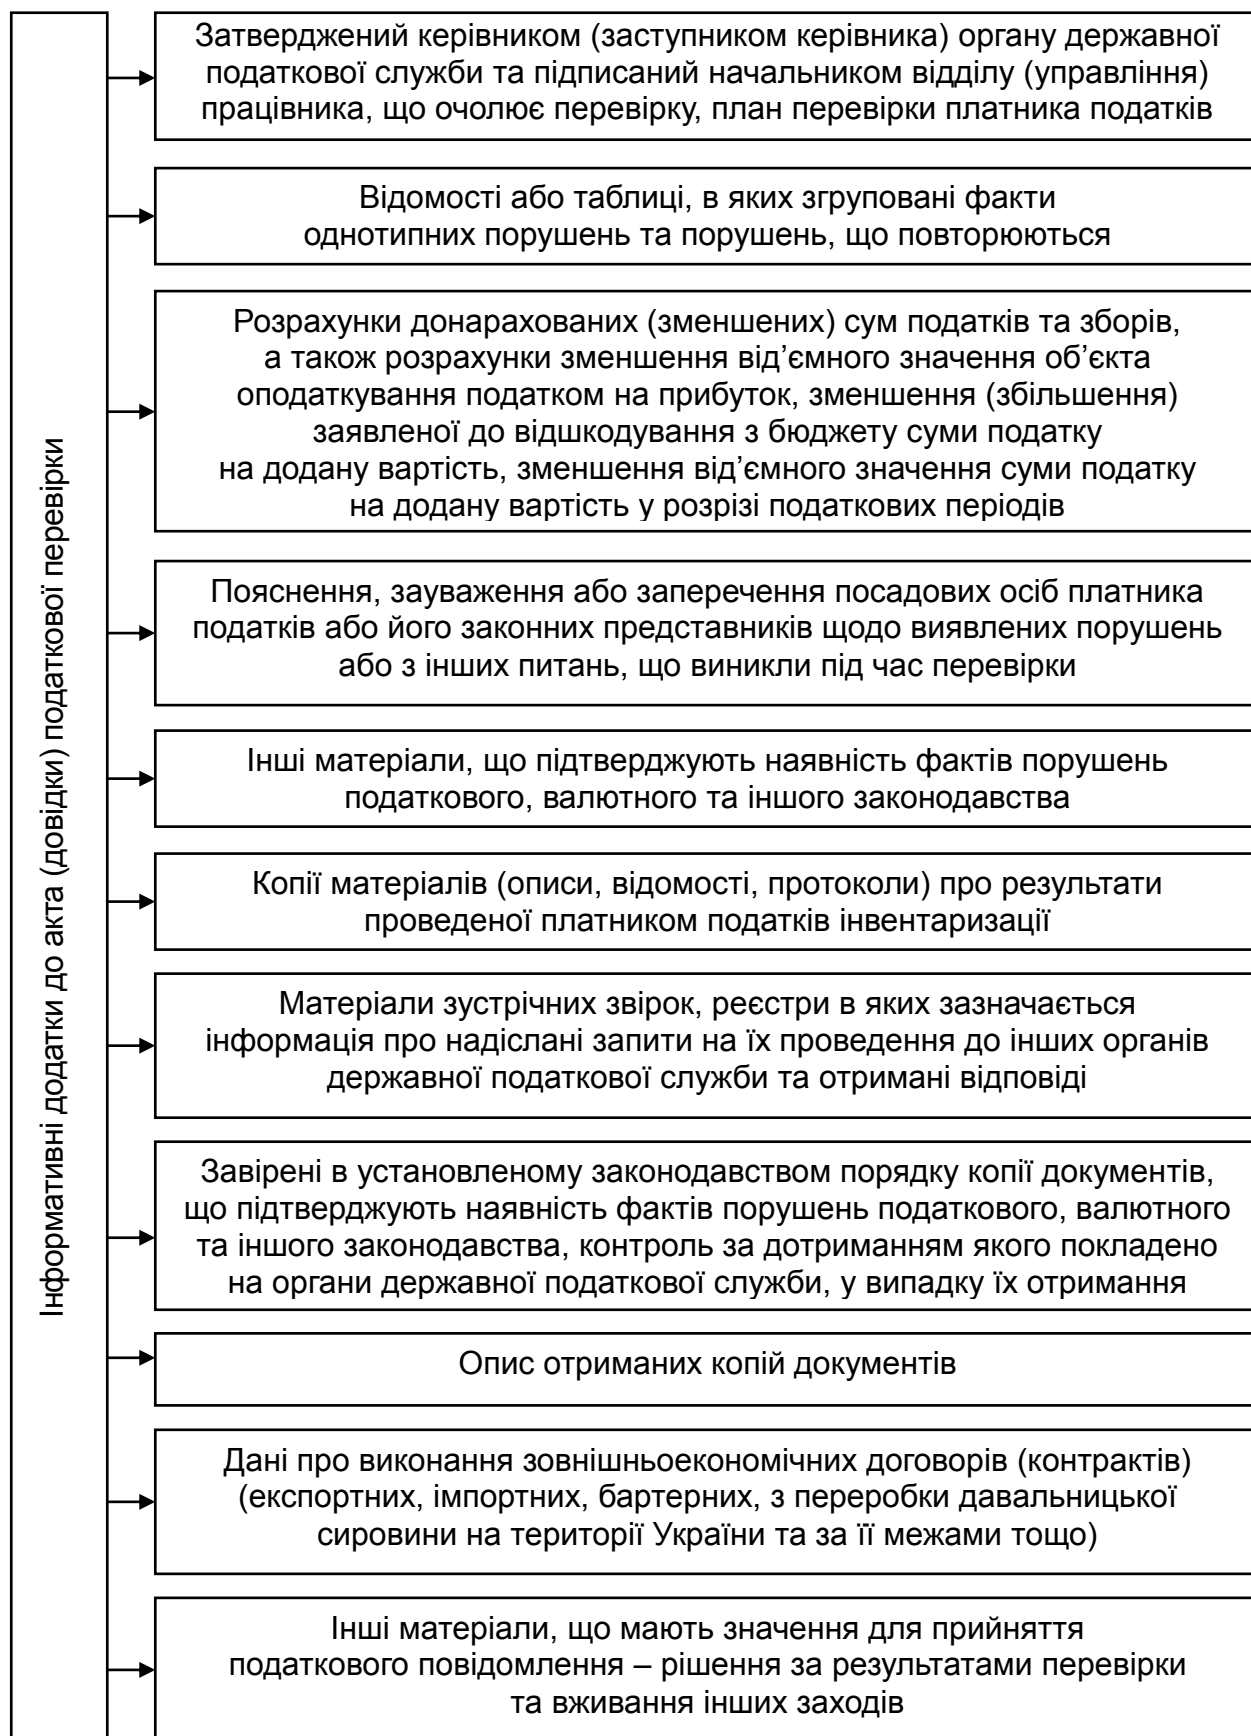 Інформативні додатки до акта (довідки) податкової перевірки
Затверджений керівником (заступником керівника) органу державної
податкової служби та підписаний начальником відділу (управління)
працівника, що очолює перевірку, план перевірки платника податків
Відомості або таблиці, в яких згруповані факти
однотипних порушень та порушень, що повторюються
Розрахунки донарахованих (зменшених) сум податків та зборів,
а також розрахунки зменшення від’ємного значення об’єкта
оподаткування податком на прибуток, зменшення (збільшення)
заявленої до відшкодування з бюджету суми податку
на додану вартість, зменшення від’ємного значення суми податку
на додану вартість у розрізі податкових періодів
Пояснення, зауваження або заперечення посадових осіб платника
податків або його законних представників щодо виявлених порушень
або з інших питань, що виникли під час перевірки
Інші матеріали, що підтверджують наявність фактів порушень
податкового, валютного та іншого законодавства
Копії матеріалів (описи, відомості, протоколи) про результати
проведеної платником податків інвентаризації
Матеріали зустрічних звірок, реєстри в яких зазначається
інформація про надіслані запити на їх проведення до інших органів
державної податкової служби та отримані відповіді
Завірені в установленому законодавством порядку копії документів,
що підтверджують наявність фактів порушень податкового, валютного
та іншого законодавства, контроль за дотриманням якого покладено
на органи державної податкової служби, у випадку їх отримання
Опис отриманих копій документів
Дані про виконання зовнішньоекономічних договорів (контрактів)
(експортних, імпортних, бартерних, з переробки давальницької
сировини на території України та за її межами тощо)
Інші матеріали, що мають значення для прийняття
податкового повідомлення – рішення за результатами перевірки
та вживання інших заходів